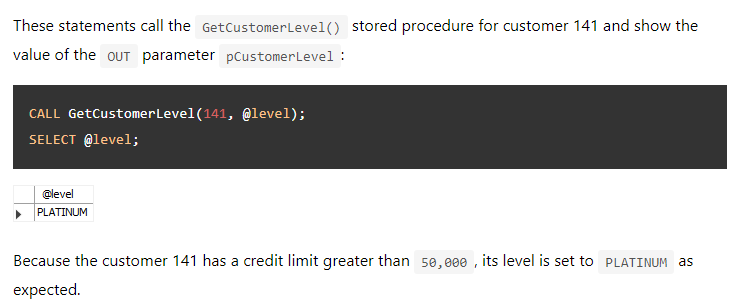 These statements call the GetCustomerLevel() stored procedure for customer 141 and show the
value of the OUT parameter pCustomerLevel :
CALL GetCustomerLevel(141, @level);
SELECT @level;
@level
PLATINUM
Because the customer 141 has a credit limit greater than 50,000 , its level is set to PLATINUM as
expected.